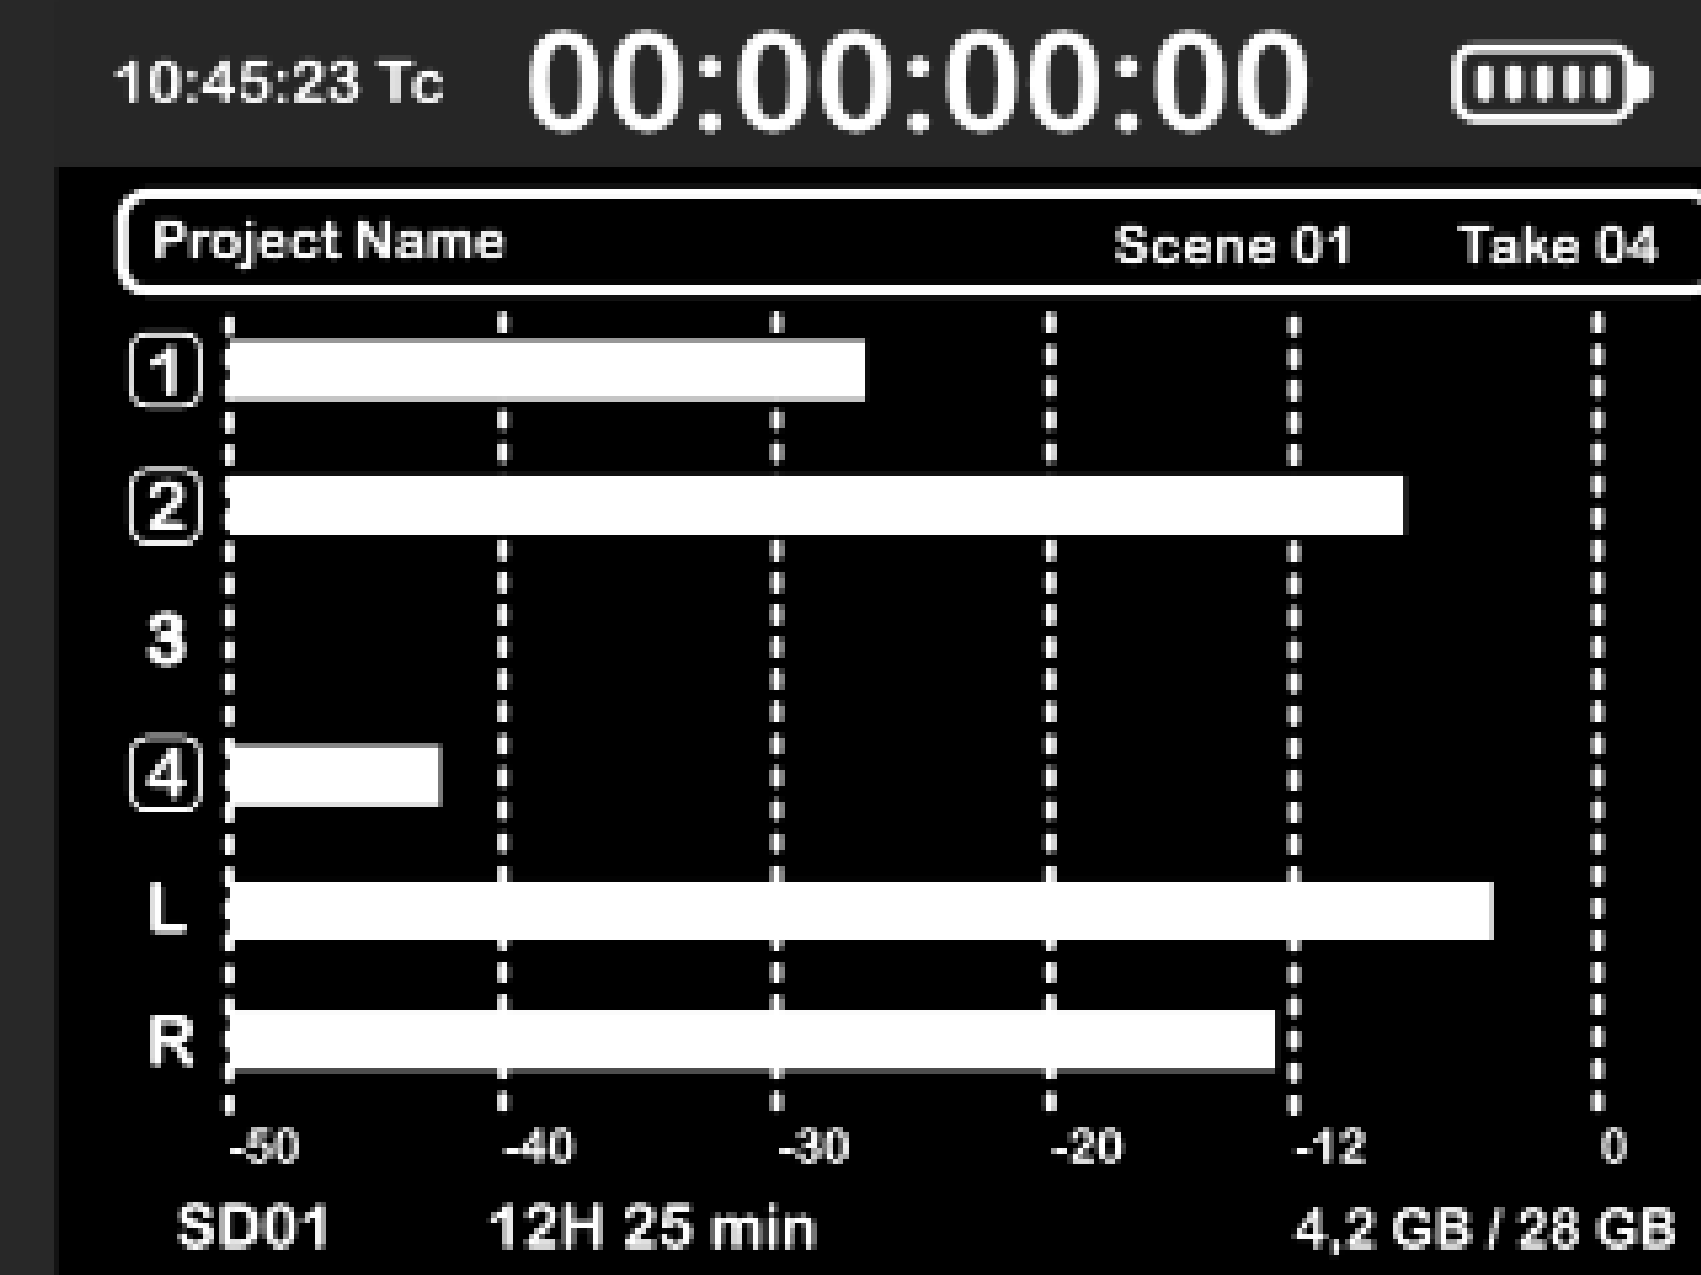 10:45:23 Tc 00:00:00:00
Project Name Scene 01 Take 04
1
2
3
4
L
R
-50 -40 -30 -20 -12 0
SD01 12H 25 min 4,2 GB / 28 GB